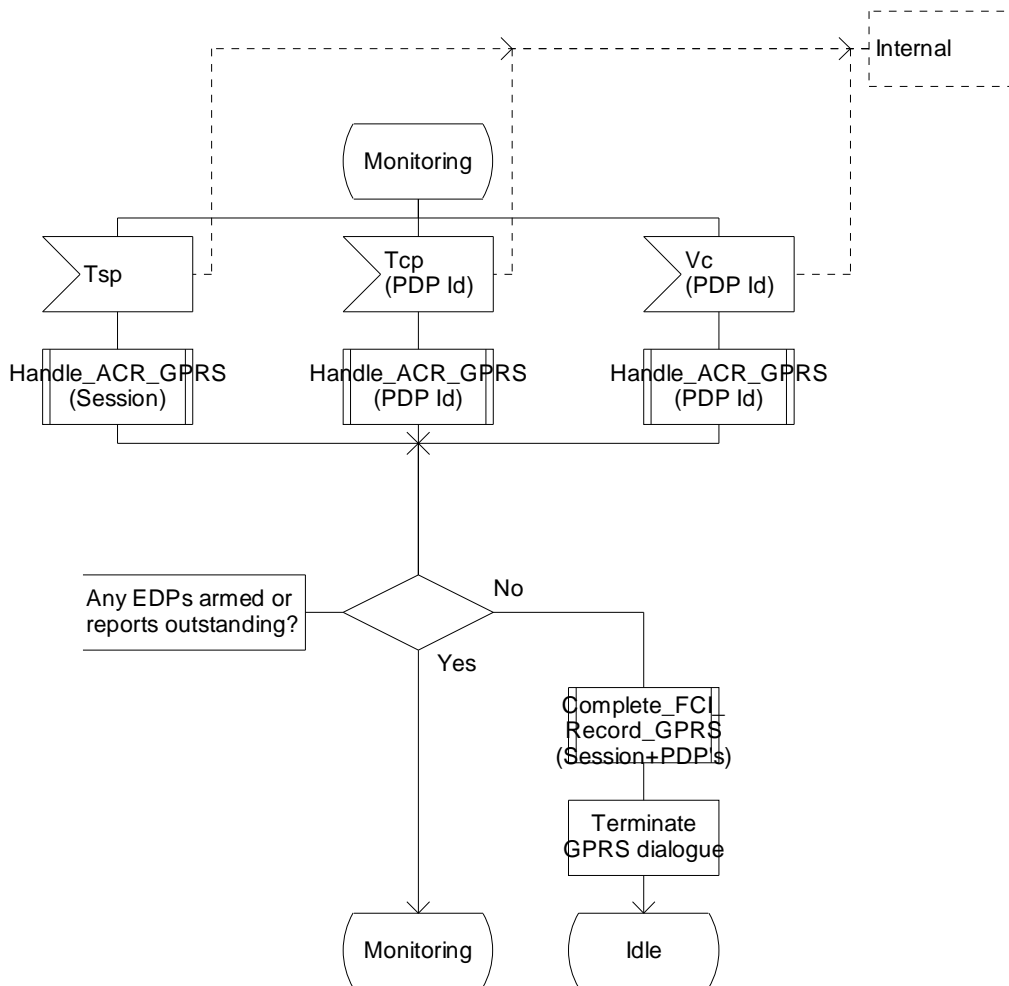 Internal
Monitoring
Tsp
Tcp
(PDP Id)
Vc
(PDP Id)
Handle_ACR_GPRS
(Session)
Handle_ACR_GPRS
(PDP Id)
Handle_ACR_GPRS
(PDP Id)
Any EDPs armed or
reports outstanding?
No
Yes
Complete_FCI_
Record_GPRS
(Session+PDP's)
Terminate
GPRS dialogue
Monitoring
Idle